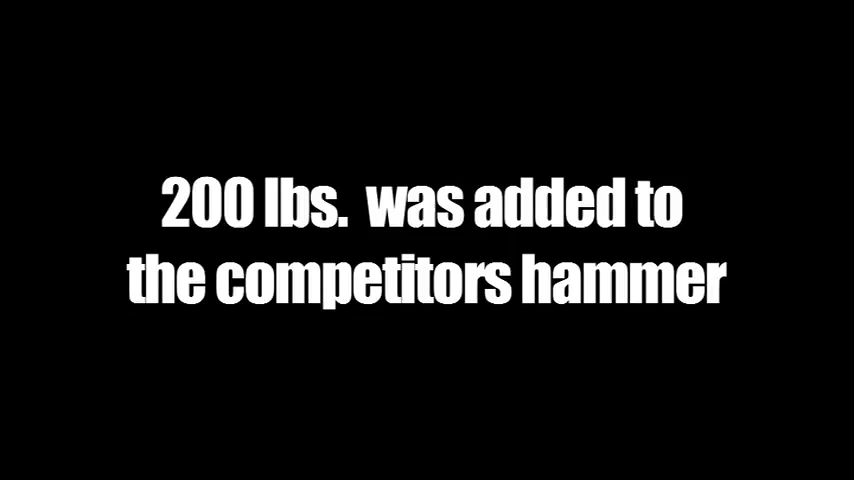 200 lbs.  was added to
the competitors hammer